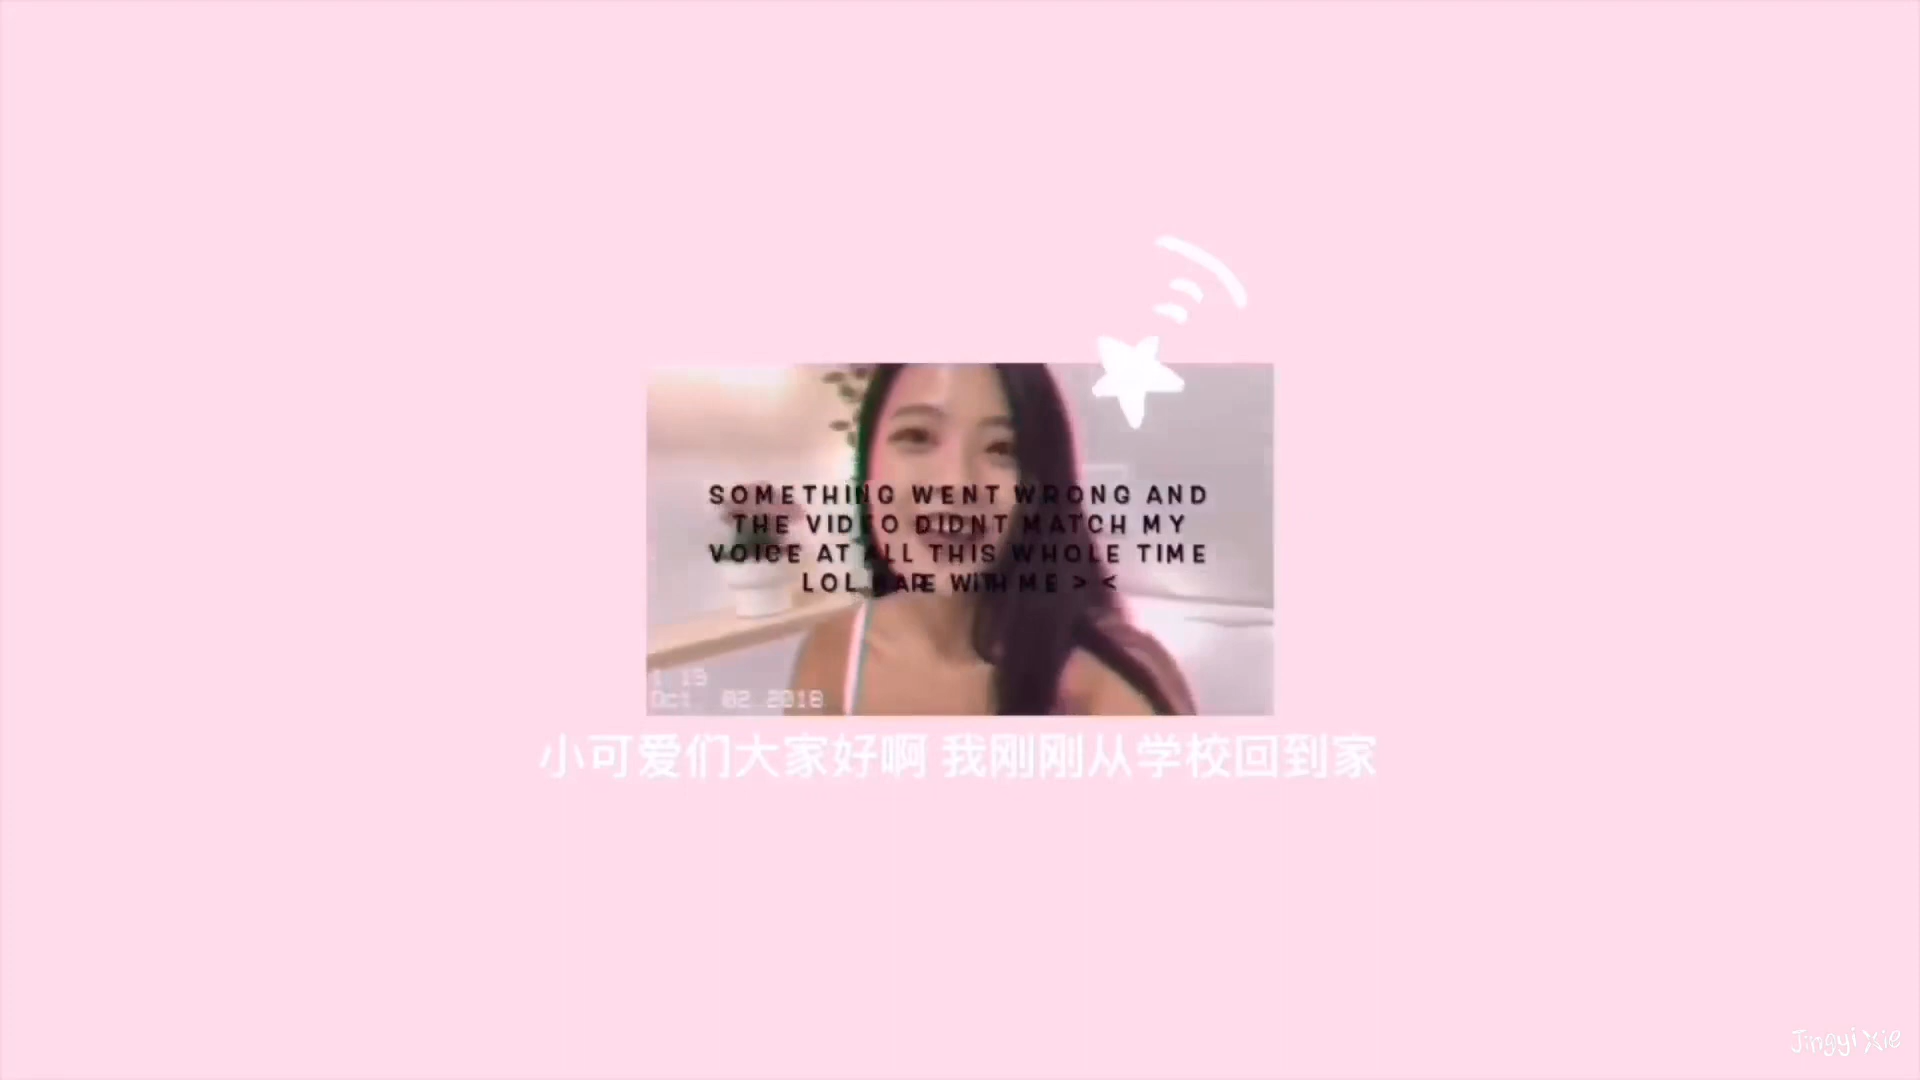 SOMETHING WENT WRONG AND
THE VIDEO DIDNT MATCH MY
VOICE AT ALL THIS WHOLE TIME
LOL BARE WITH ME > <
Oct. 02 2018
小可爱们大家好啊 我刚刚从学校回到家
Jingyi Xie